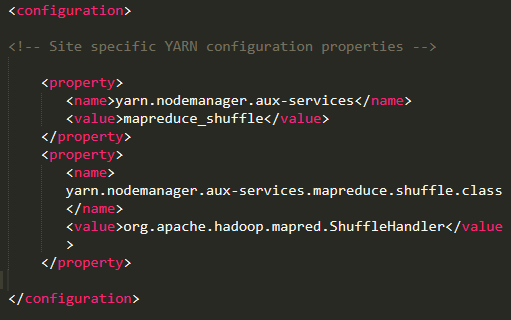 <configuration>
<!-- Site specific YARN configuration properties -->
<property>
<name>yarn.nodemanager.aux-services</name>
<value>mapreduce_shuffle</value>
</property>
<property>
<name>
yarn.nodemanager.aux-services.mapreduce.shuffle.class
</name>
<value>org.apache.hadoop.mapred.ShuffleHandler</value
>
</property>
</configuration>